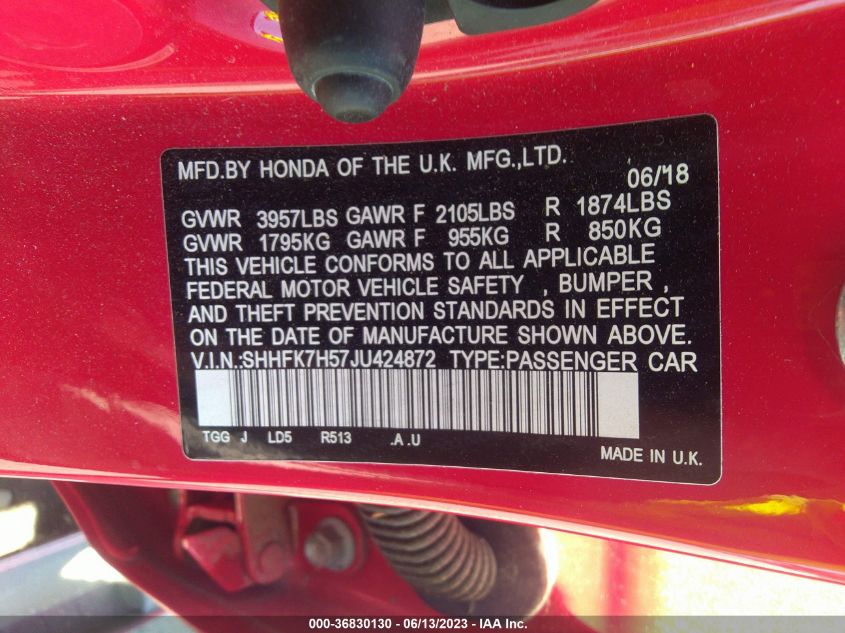 MFD.BY HONDA OF THE U.K. MFG.,LTD.
06/18
GVWR 3957LBS GAWR F 2105LBS R 1874LBS
GVWR 1795KG GAWR F 955KG R 850KG
THIS VEHICLE CONFORMS TO ALL APPLICABLE
FEDERAL MOTOR VEHICLE SAFETY , BUMPER ,
AND THEFT PREVENTION STANDARDS IN EFFECT
ON THE DATE OF MANUFACTURE SHOWN ABOVE.
V.I.N.:SHHFK7H57JU424872 TYPE:PASSENGER CAR
TGG J LD5 R513 .A .U
MADE IN U.K.
000-36830130 - 06/13/2023 - IAA Inc.